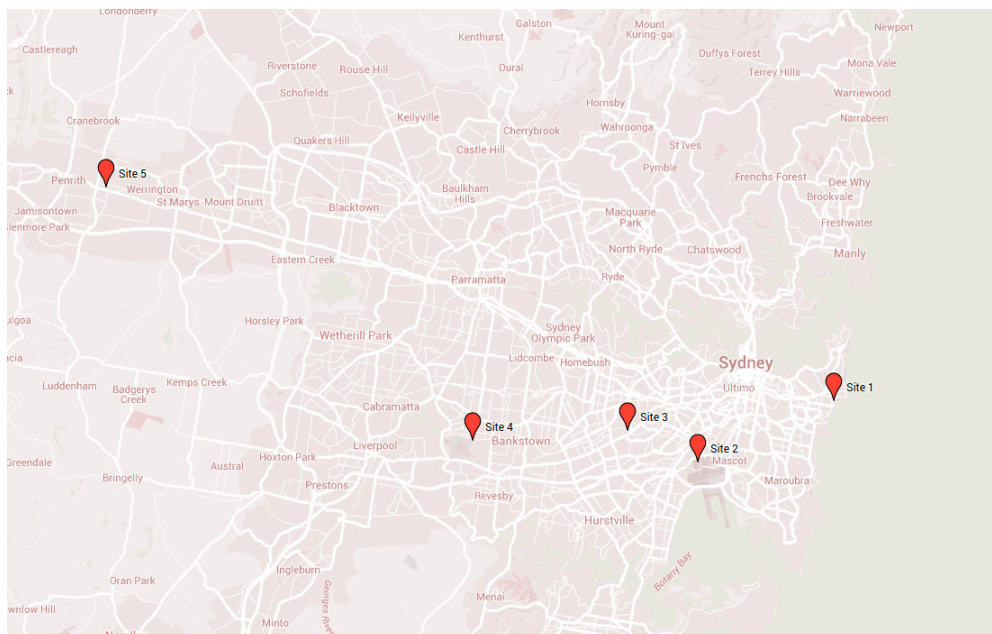 Londonderry
Galston
Mount
Kuring-gai
Newport
Castlereagh
Kenthurst
Duffys Forest
Mona Vale
Riverstone
Rouse Hill
Dural
Terrey Hills
Schofields
Warriewood
Hornsby
Narrabeen
Cranebrook
Kellyville
Cherrybrook
Wahroonga
Quakers Hill
Castle Hill
St Ives
Pymble
Site 5
Penrith
Werrington
Frenchs Forest
Dee Why
Baulkham
Hills
Brookvale
St Marys
Mount Druitt
Blacktown
Jamisontown
Macquarie
Park
Freshwater
Glenmore Park
North Ryde
Chatswood
Manly
Eastern Creek
Parramatta
Ryde
Horsley Park
Sydney
Olympic Park
Wetherill Park
Lidcombe
Homebush
Sydney
Kemps Creek
Luddenham
Badgerys
Creek
Ultimo
Site 1
Cabramatta
Site 3
Site 4
Bankstown
Liverpool
Site 2
Mascot
Hoxton Park
Greendale
Austral
Bringelly
Prestons
Maroubra
Revesby
Hurstville
Botany Bay
Ingleburn
Oran Park
Georges River
Menai
Minto